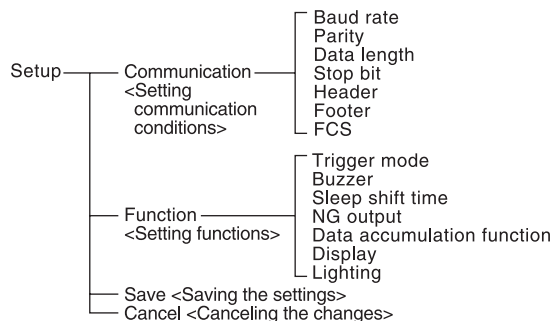 Setup
Communication
<Setting
communication
conditions>
Baud rate
Parity
Data length
Stop bit
Header
Footer
FCS
Function
<Setting functions>
Trigger mode
Buzzer
Sleep shift time
NG output
Data accumulation function
Display
Lighting
Save <Saving the settings>
Cancel <Canceling the changes>